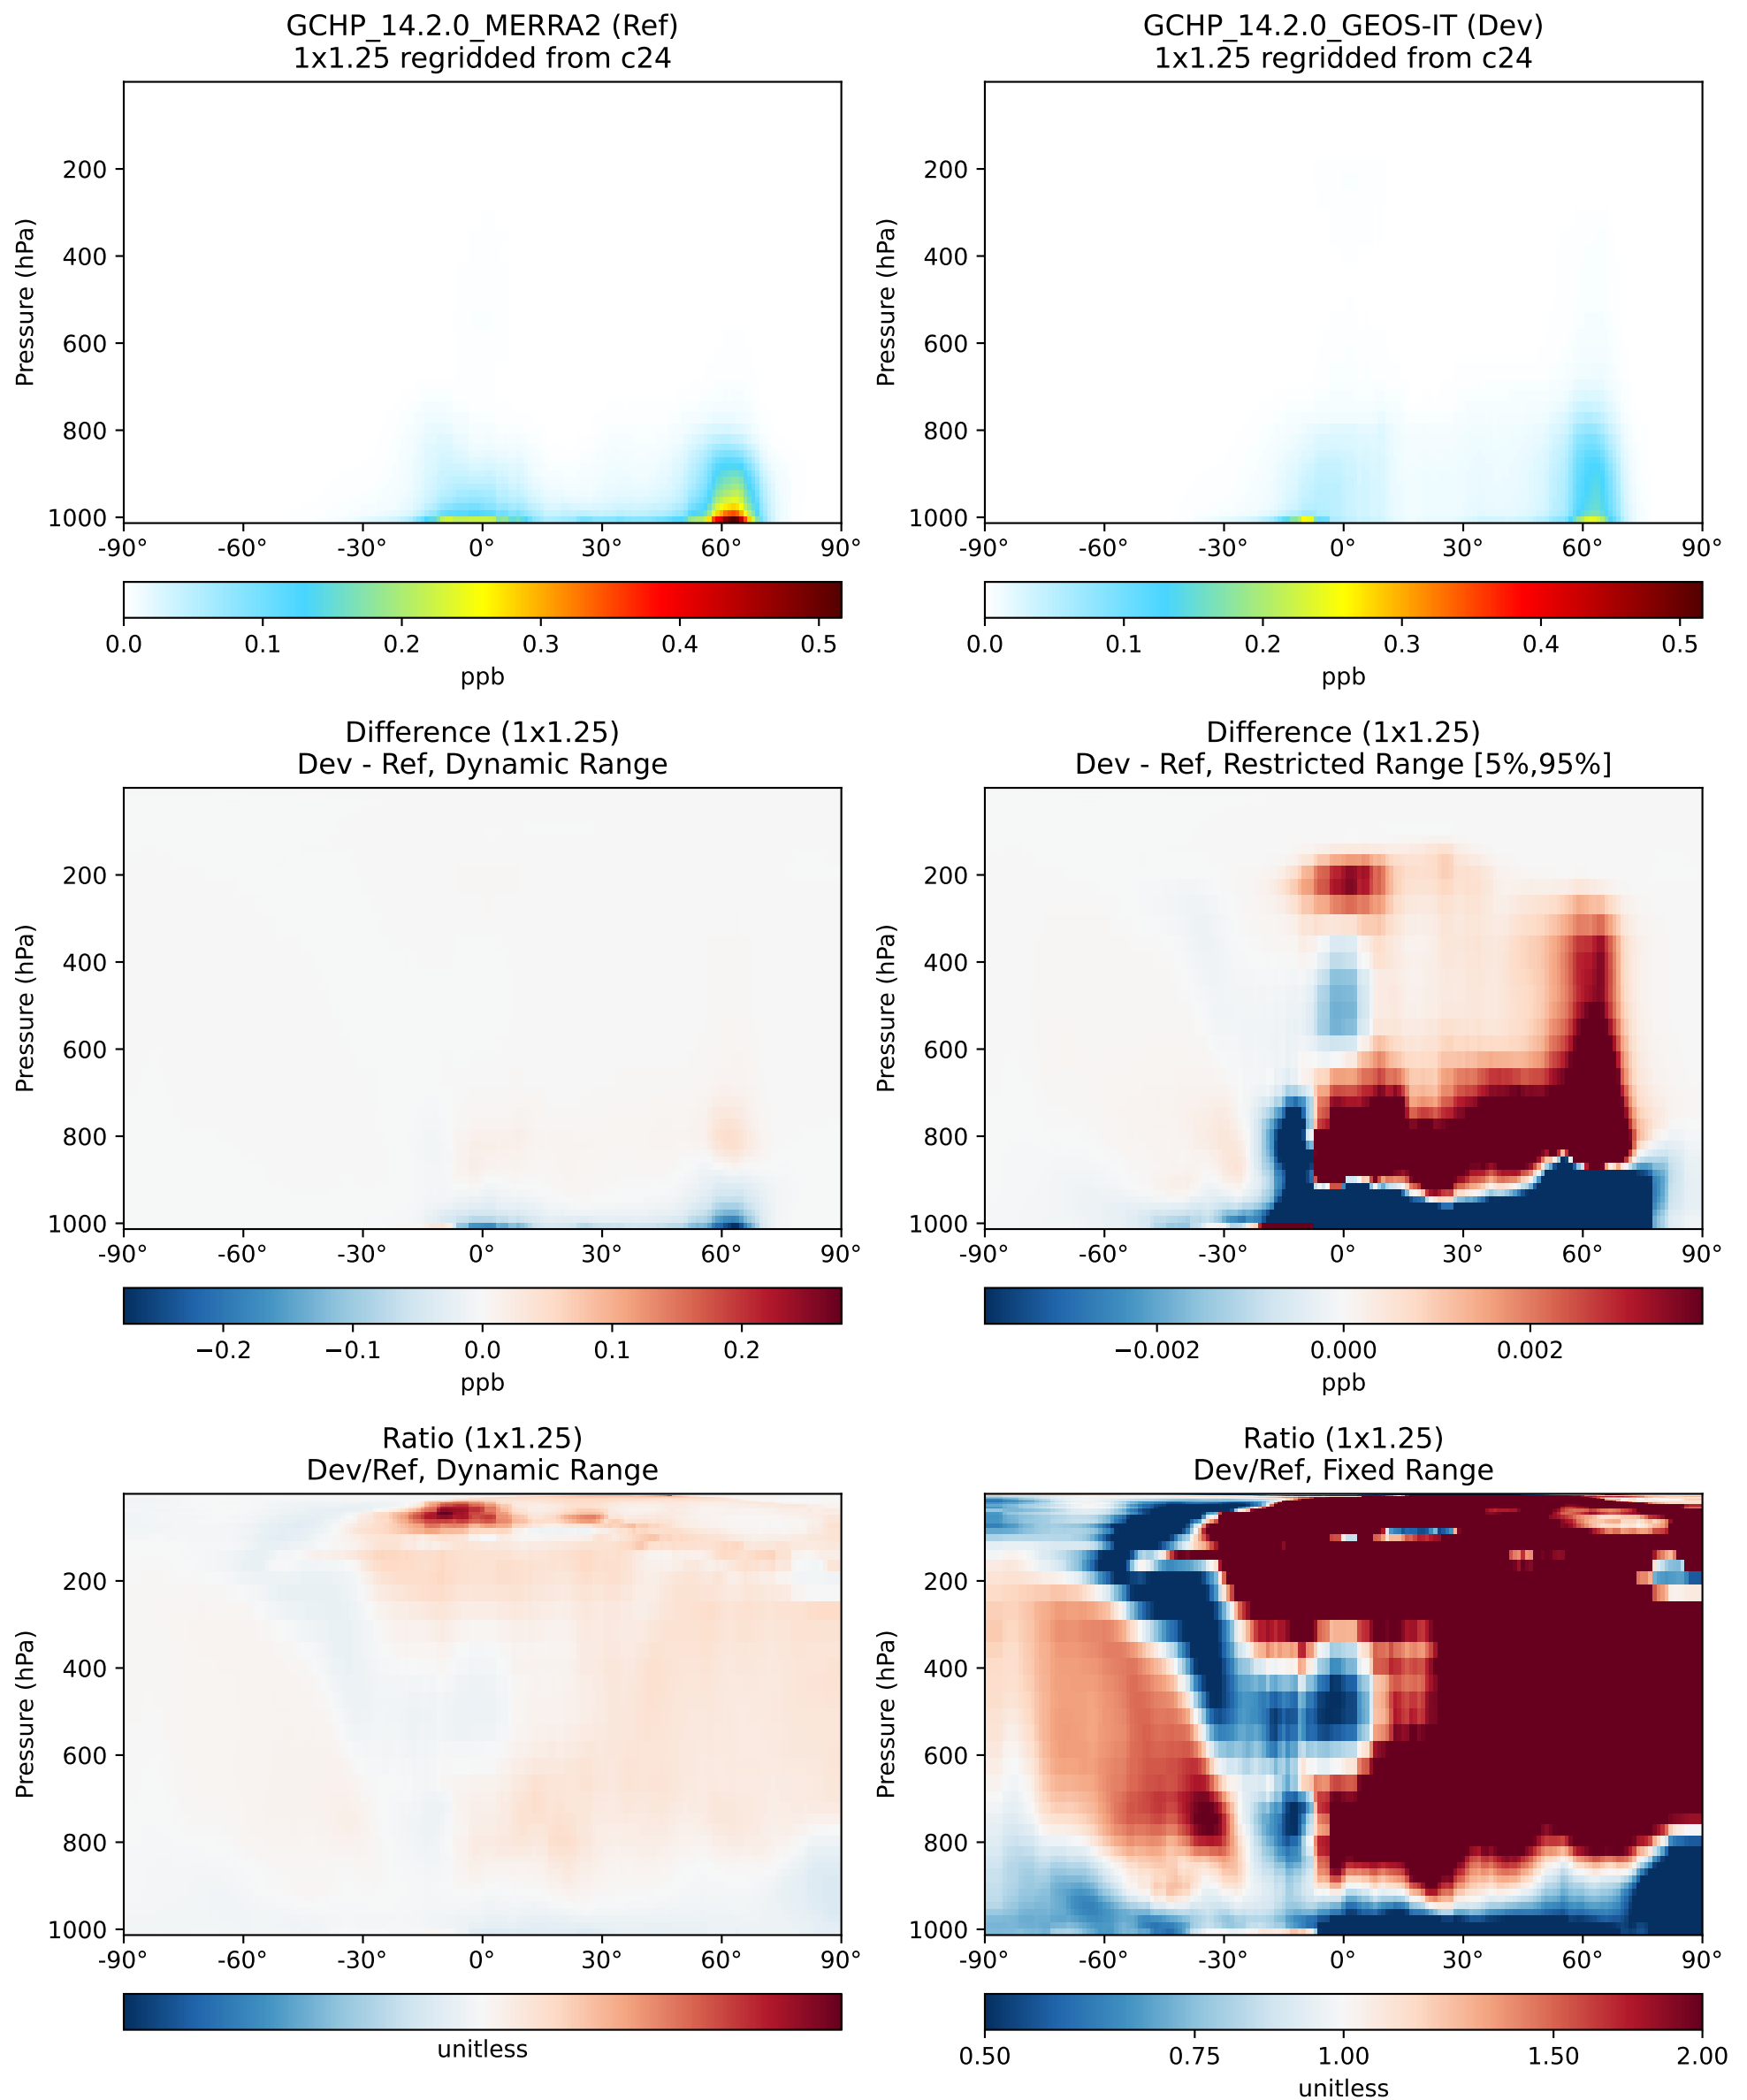 GCHP_14.2.0_MERRA2 (Ref)
1x1.25 regridded from c24
Pressure (hPa)
200
400
600
800
1000
-90° -60° -30° 0° 30° 60° 90°
0.0 0.1 0.2 0.3 0.4 0.5
ppb
GCHP_14.2.0_GEOS-IT (Dev)
1x1.25 regridded from c24
Pressure (hPa)
200
400
600
800
1000
-90° -60° -30° 0° 30° 60° 90°
0.0 0.1 0.2 0.3 0.4 0.5
ppb
Difference (1x1.25)
Dev - Ref, Dynamic Range
Pressure (hPa)
200
400
600
800
1000
-90° -60° -30° 0° 30° 60° 90°
−0.2 −0.1 0.0 0.1 0.2
ppb
Difference (1x1.25)
Dev - Ref, Restricted Range [5%,95%]
Pressure (hPa)
200
400
600
800
1000
-90° -60° -30° 0° 30° 60° 90°
−0.002 0.000 0.002
ppb
Ratio (1x1.25)
Dev/Ref, Dynamic Range
Pressure (hPa)
200
400
600
800
1000
-90° -60° -30° 0° 30° 60° 90°
unitless
Ratio (1x1.25)
Dev/Ref, Fixed Range
Pressure (hPa)
200
400
600
800
1000
-90° -60° -30° 0° 30° 60° 90°
0.50 0.75 1.00 1.50 2.00
unitless